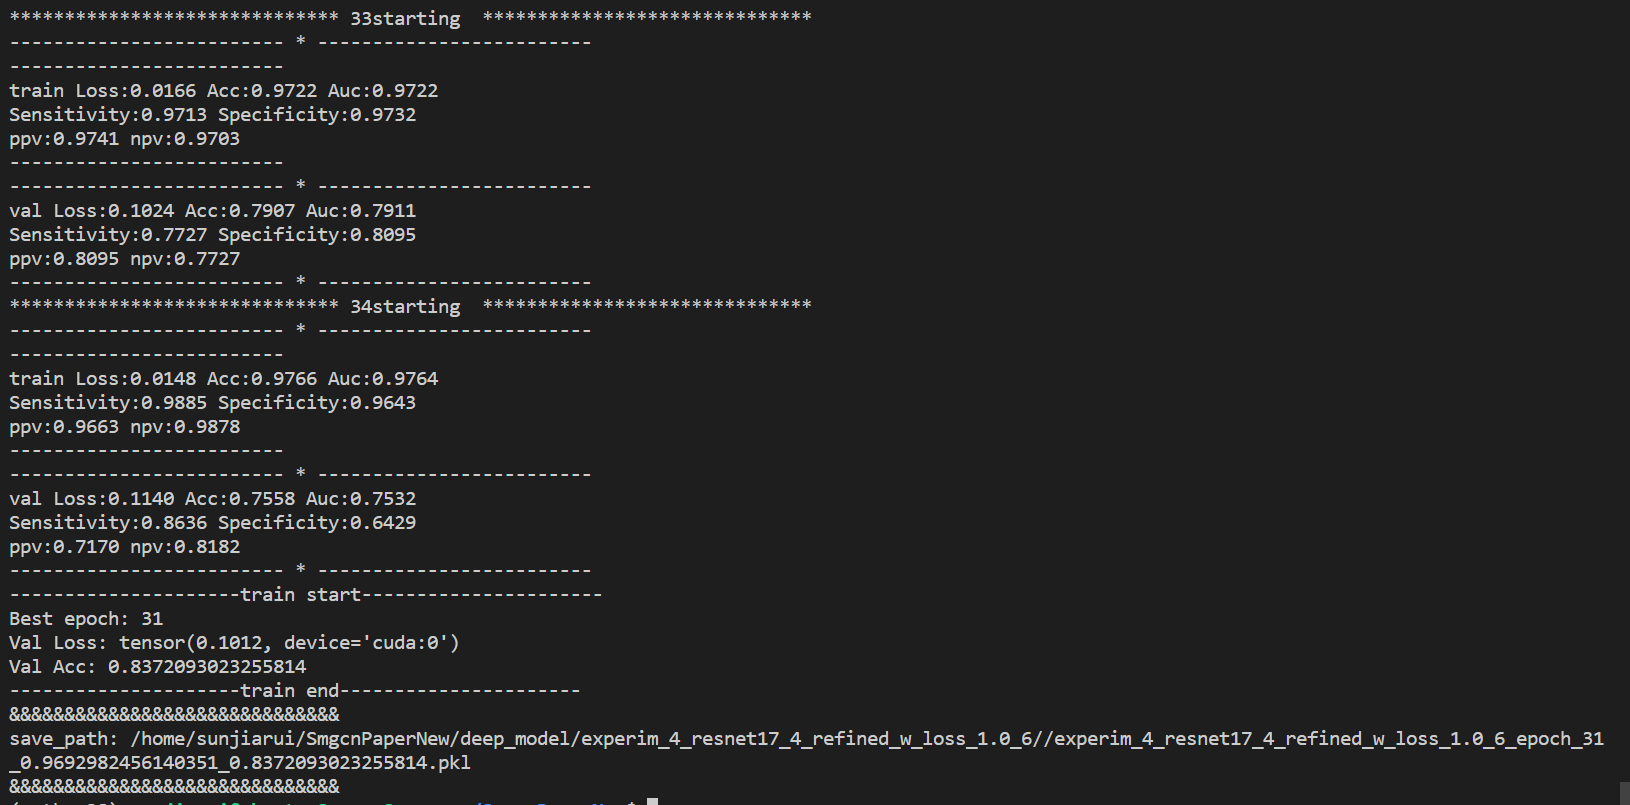 ****************************** 33starting  ******************************
------------------------- * -------------------------
-------------------------
train Loss:0.0166 Acc:0.9722 Auc:0.9722
Sensitivity:0.9713 Specificity:0.9732
ppv:0.9741 npv:0.9703
-------------------------
------------------------- * -------------------------
val Loss:0.1024 Acc:0.7907 Auc:0.7911
Sensitivity:0.7727 Specificity:0.8095
ppv:0.8095 npv:0.7727
------------------------- * -------------------------
****************************** 34starting  ******************************
------------------------- * -------------------------
-------------------------
train Loss:0.0148 Acc:0.9766 Auc:0.9764
Sensitivity:0.9885 Specificity:0.9643
ppv:0.9663 npv:0.9878
-------------------------
------------------------- * -------------------------
val Loss:0.1140 Acc:0.7558 Auc:0.7532
Sensitivity:0.8636 Specificity:0.6429
ppv:0.7170 npv:0.8182
------------------------- * -------------------------
---------------------train start----------------------
Best epoch: 31
Val Loss: tensor(0.1012, device='cuda:0')
Val Acc: 0.8372093023255814
---------------------train end----------------------
&&&&&&&&&&&&&&&&&&&&&&&&&&&&&&
save_path: /home/sunjiarui/SmgcnPaperNew/deep_model/experim_4_resnet17_4_refined_w_loss_1.0_6//experim_4_resnet17_4_refined_w_loss_1.0_6_epoch_31
_0.9692982456140351_0.8372093023255814.pkl
&&&&&&&&&&&&&&&&&&&&&&&&&&&&&&